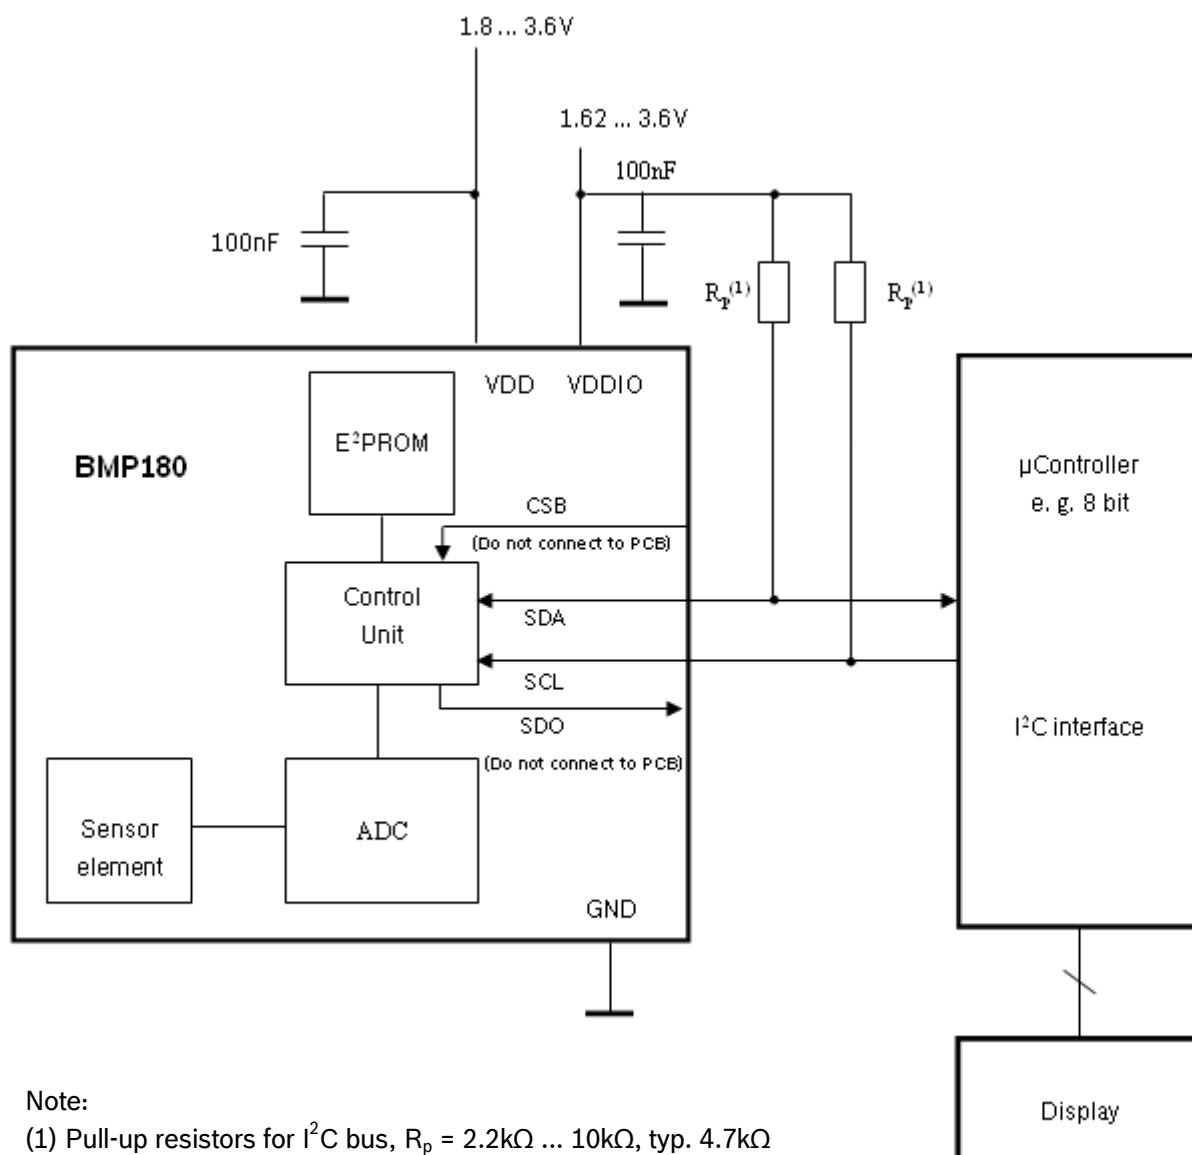 1.8 ... 3.6V
1.62 ... 3.6V
100nF
100nF
Rp(1)
Rp(1)
VDD
VDDIO
E²PROM
BMP180
µController
e. g. 8 bit
CSB
(Do not connect to PCB)
Control
Unit
SDA
SCL
SDO
(Do not connect to PCB)
I²C interface
Sensor
element
ADC
GND
Display
Note:
(1) Pull-up resistors for I²C bus, Rp = 2.2kΩ ... 10kΩ, typ. 4.7kΩ